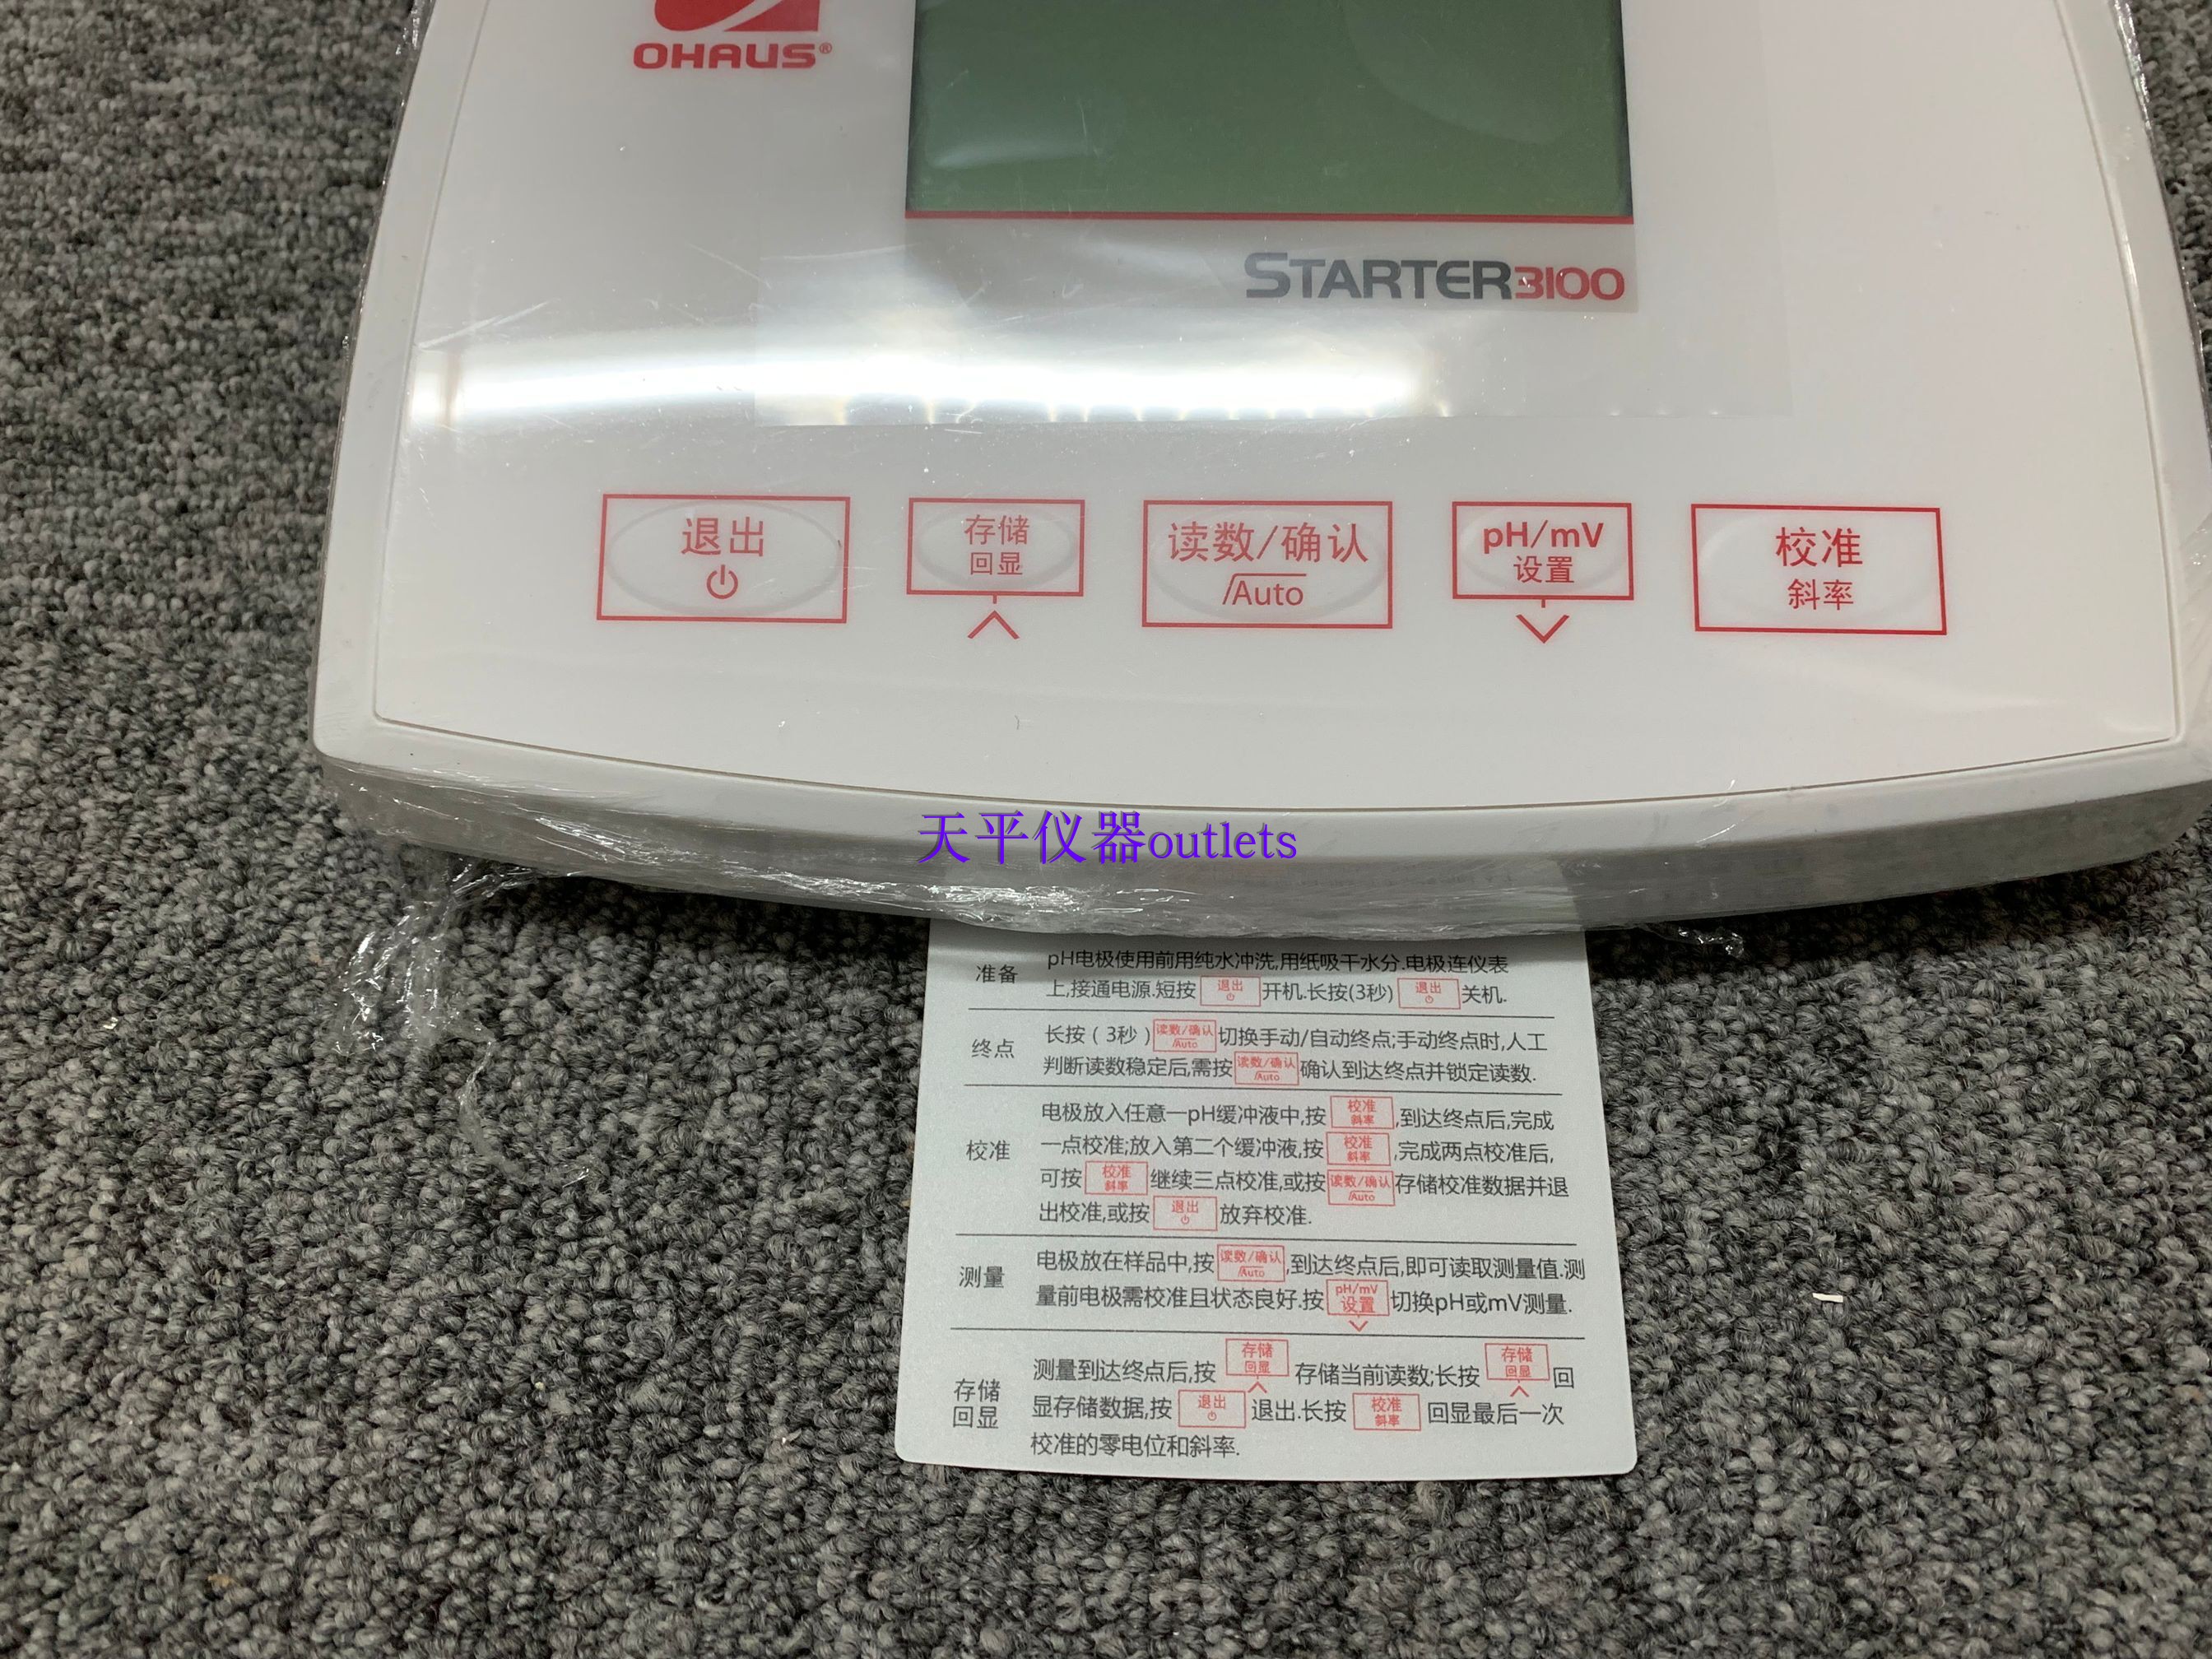 OHAUS®
STARTER3100
退出
存储
回显
读数/确认
Auto
pH/mV
设置
校准
斜率
天平仪器outlets
准备
pH电极使用前用纯水冲洗,用纸吸干水分.电极连仪表
上,接通电源.短按 退出 开机.长按(3秒) 退出 关机.
终点
长按(3秒) 读数/确认 Auto 切换手动/自动终点;手动终点时,人工
判断读数稳定后,需按 读数/确认 Auto 确认到达终点并锁定读数.
校准
电极放入任意一pH缓冲液中,按 校准 斜率 ,到达终点后,完成
一点校准;放入第二个缓冲液,按 校准 斜率 ,完成两点校准后,
可按 校准 斜率 继续三点校准,或按 读数/确认 Auto 存储校准数据并退
出校准,或按 退出 放弃校准.
测量
电极放在样品中,按 读数/确认 Auto ,到达终点后,即可读取测量值.测
量前电极需校准且状态良好.按 pH/mV 设置 切换pH或mV测量.
存储
回显
测量到达终点后,按 存储 回显 存储当前读数;长按 存储 回显 回
显存储数据,按 退出 退出.长按 校准 斜率 回显最后一次
校准的零电位和斜率.